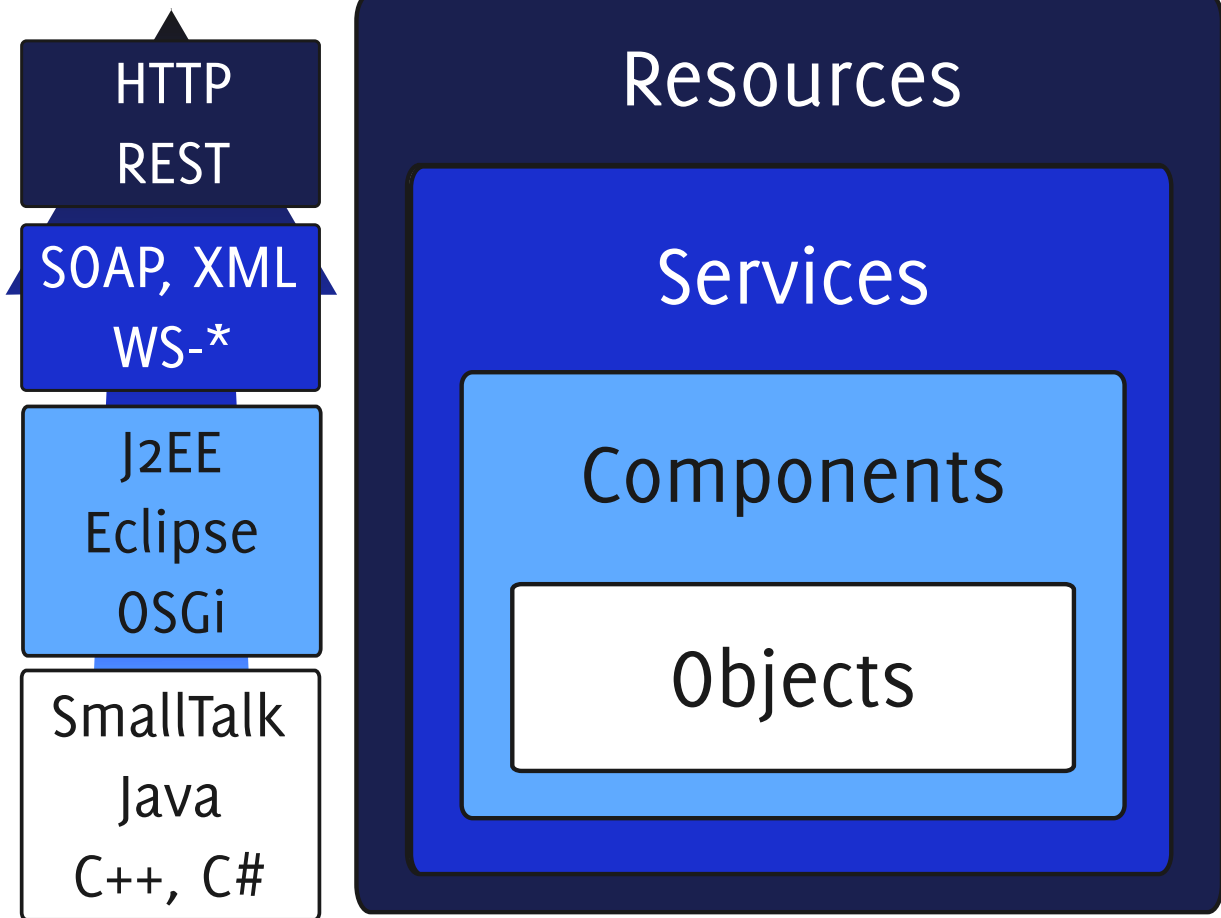 HTTP
REST
SOAP, XML
WS-*
J2EE
Eclipse
OSGi
SmallTalk
Java
C++, C#
Resources
Services
Components
Objects